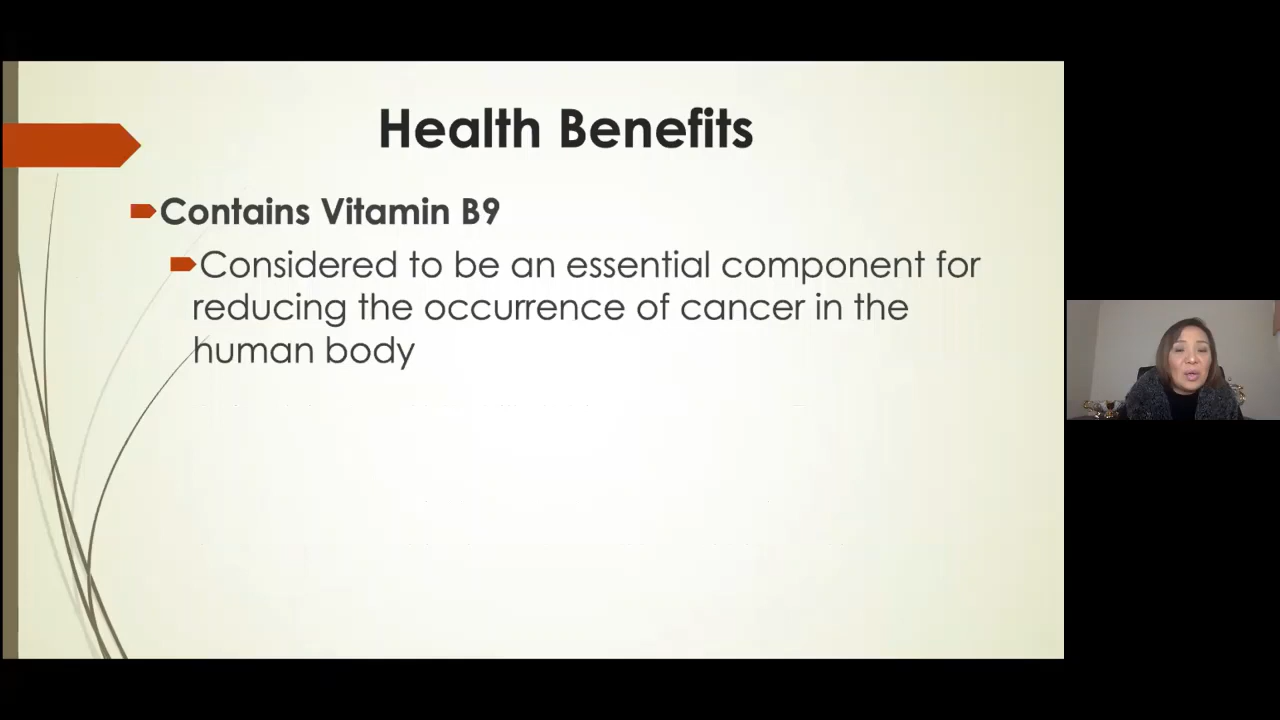 Health Benefits
Contains Vitamin B9
Considered to be an essential component for
reducing the occurrence of cancer in the
human body